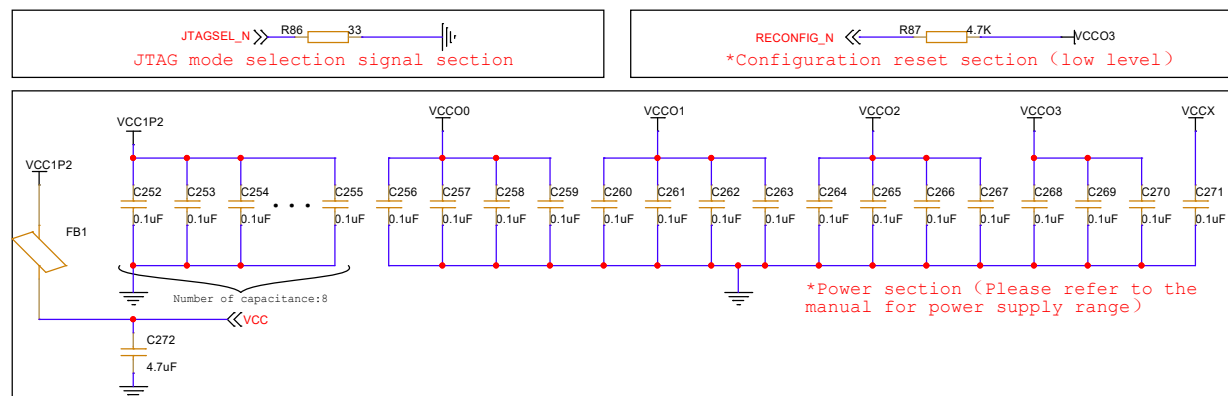 JTAGSEL_N R86 33
JTAG mode selection signal section
RECONFIG_N R87 4.7K VCCO3
*Configuration reset section（low level）
VCC1P2 VCCO0 VCCO1 VCCO2 VCCO3 VCCX
VCC1P2
C252 C253 C254 C255 C256 C257 C258 C259 C260 C261 C262 C263 C264 C265 C266 C267 C268 C269 C270 C271
0.1uF 0.1uF 0.1uF 0.1uF 0.1uF 0.1uF 0.1uF 0.1uF 0.1uF 0.1uF 0.1uF 0.1uF 0.1uF 0.1uF 0.1uF 0.1uF 0.1uF 0.1uF 0.1uF 0.1uF
FB1
Number of capacitance:8
*Power section（Please refer to the
manual for power supply range）
VCC
C272
4.7uF